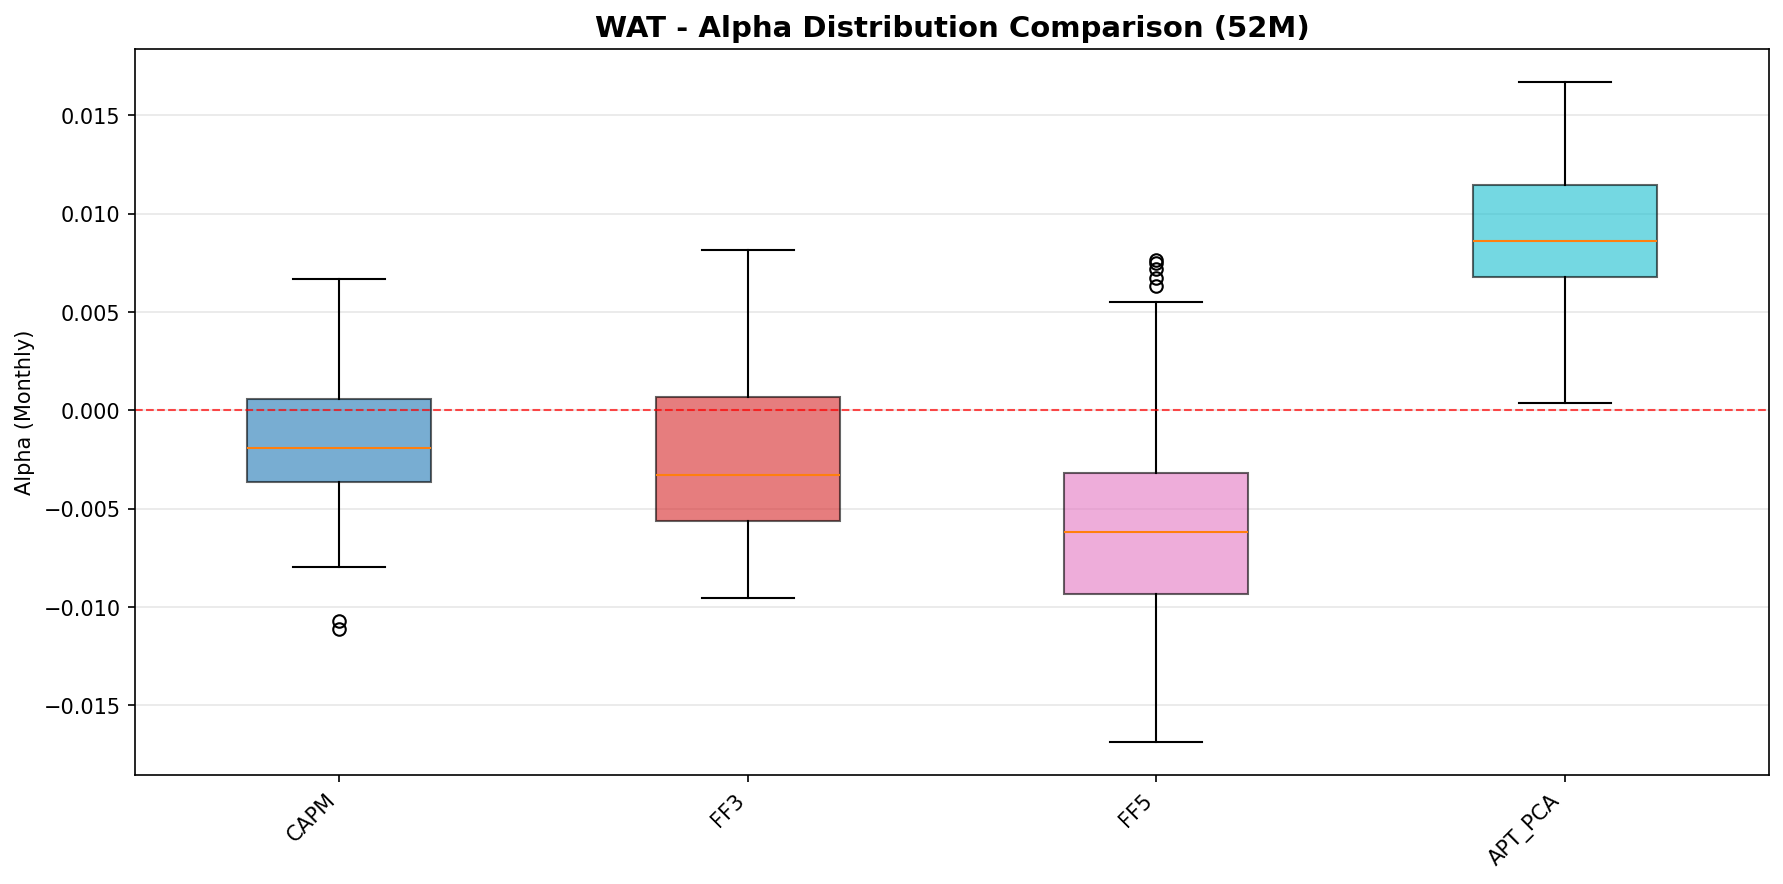 WAT - Alpha Distribution Comparison (52M)
Alpha (Monthly)
0.015
0.010
0.005
0.000
−0.005
−0.010
−0.015
CAPM
FF3
FF5
APT_PCA